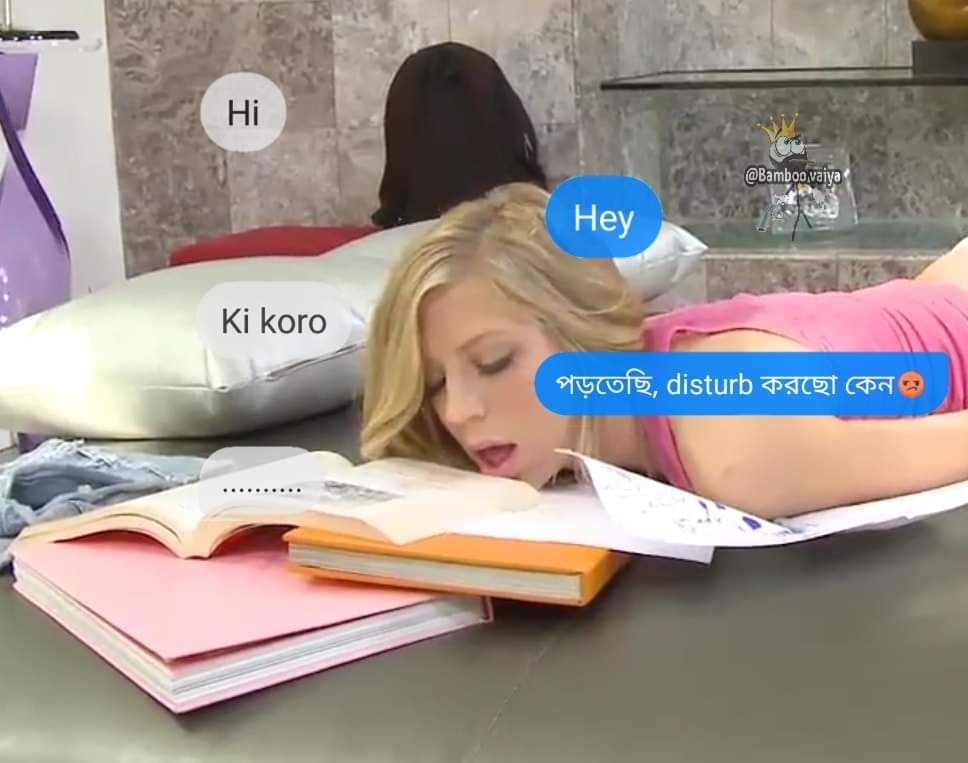 Hi
@Bamboo,vaiya
Hey
Ki koro
পড়তেছি, disturb করছো কেন😡
..........